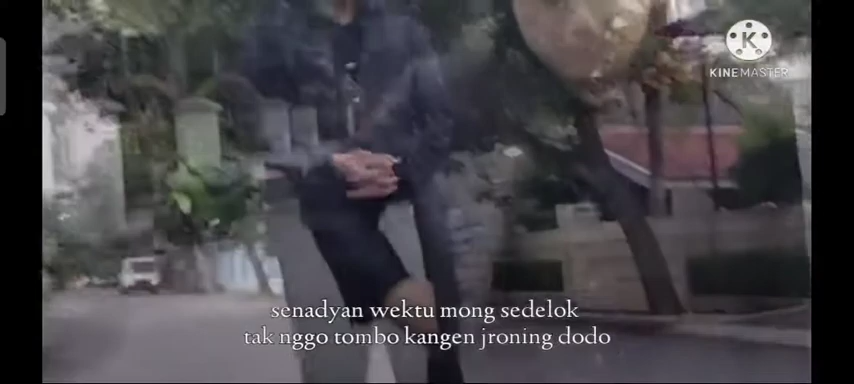 KINEMASTER
senadyan wektu mong sedelok
tak nggo tombo kangen jroning dodo